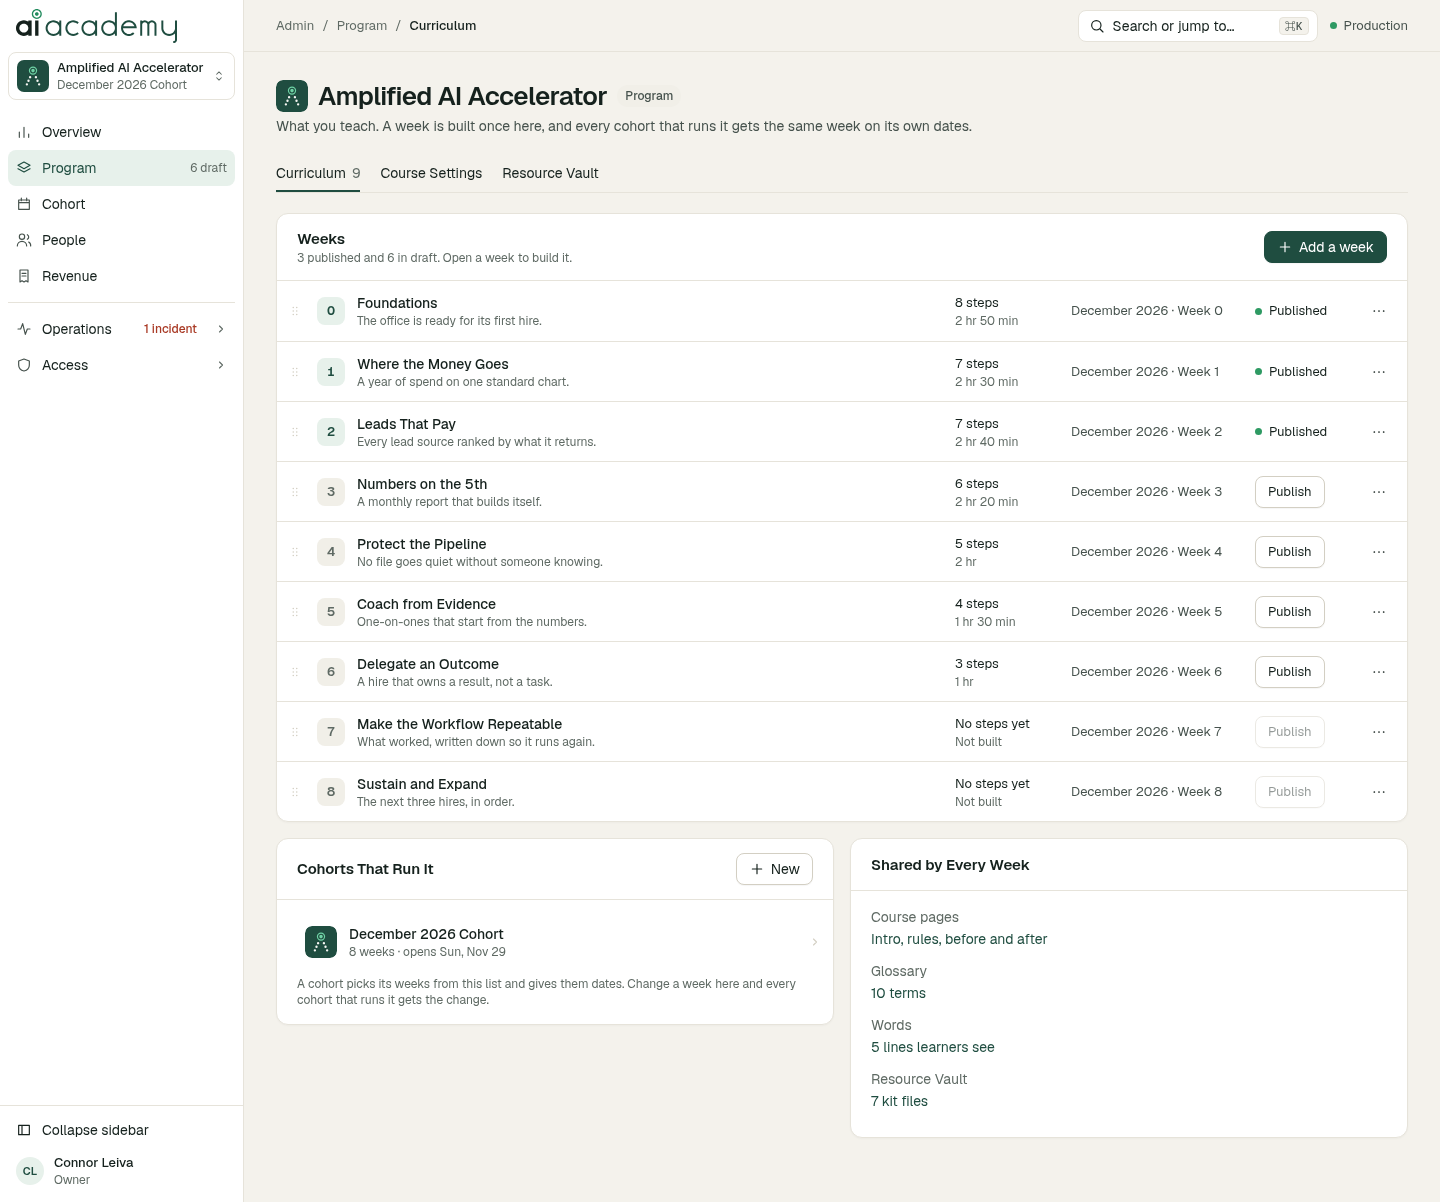 ai academy
Amplified AI Accelerator
December 2026 Cohort
Overview
Program 6 draft
Cohort
People
Revenue
Operations 1 incident
Access
Collapse sidebar
CL
Connor Leiva
Owner
Admin / Program / Curriculum
Search or jump to… ⌘K
Production
Amplified AI Accelerator Program
What you teach. A week is built once here, and every cohort that runs it gets the same week on its own dates.
Curriculum 9 Course Settings Resource Vault
Weeks
3 published and 6 in draft. Open a week to build it.
+ Add a week
0 Foundations 8 steps December 2026 · Week 0 Published ···
The office is ready for its first hire. 2 hr 50 min
1 Where the Money Goes 7 steps December 2026 · Week 1 Published ···
A year of spend on one standard chart. 2 hr 30 min
2 Leads That Pay 7 steps December 2026 · Week 2 Published ···
Every lead source ranked by what it returns. 2 hr 40 min
3 Numbers on the 5th 6 steps December 2026 · Week 3 Publish ···
A monthly report that builds itself. 2 hr 20 min
4 Protect the Pipeline 5 steps December 2026 · Week 4 Publish ···
No file goes quiet without someone knowing. 2 hr
5 Coach from Evidence 4 steps December 2026 · Week 5 Publish ···
One-on-ones that start from the numbers. 1 hr 30 min
6 Delegate an Outcome 3 steps December 2026 · Week 6 Publish ···
A hire that owns a result, not a task. 1 hr
7 Make the Workflow Repeatable No steps yet December 2026 · Week 7 Publish ···
What worked, written down so it runs again. Not built
8 Sustain and Expand No steps yet December 2026 · Week 8 Publish ···
The next three hires, in order. Not built
Cohorts That Run It + New
December 2026 Cohort
8 weeks · opens Sun, Nov 29
A cohort picks its weeks from this list and gives them dates. Change a week here and every
cohort that runs it gets the change.
Shared by Every Week
Course pages
Intro, rules, before and after
Glossary
10 terms
Words
5 lines learners see
Resource Vault
7 kit files